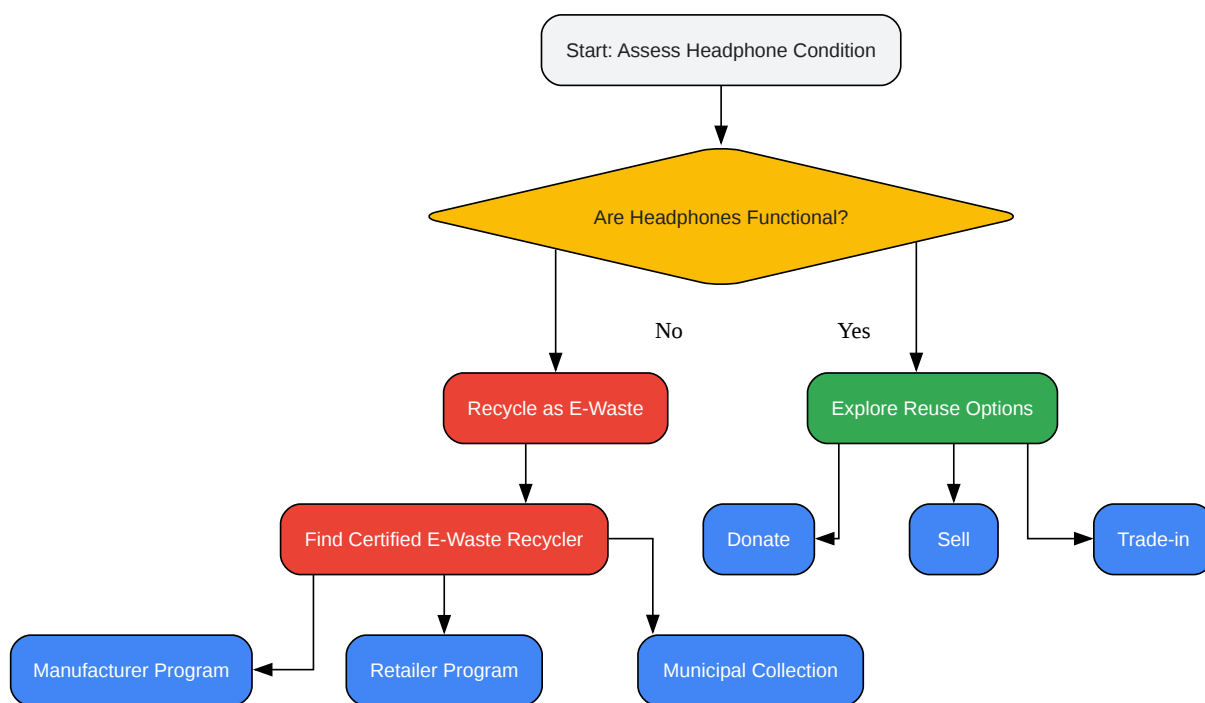 Start: Assess Headphone Condition
Are Headphones Functional?
No
Yes
Recycle as E-Waste
Explore Reuse Options
Find Certified E-Waste Recycler
Donate
Sell
Trade-in
Manufacturer Program
Retailer Program
Municipal Collection